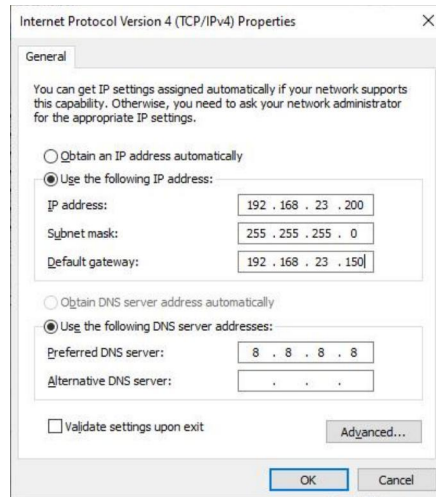 Internet Protocol Version 4 (TCP/IPv4) Properties
General
You can get IP settings assigned automatically if your network supports
this capability. Otherwise, you need to ask your network administrator
for the appropriate IP settings.
Obtain an IP address automatically
Use the following IP address:
IP address: 192 . 168 . 23 . 200
Subnet mask: 255 . 255 . 255 . 0
Default gateway: 192 . 168 . 23 . 150
Obtain DNS server address automatically
Use the following DNS server addresses:
Preferred DNS server: 8 . 8 . 8 . 8
Alternative DNS server: . . .
Validate settings upon exit
Advanced...
OK Cancel